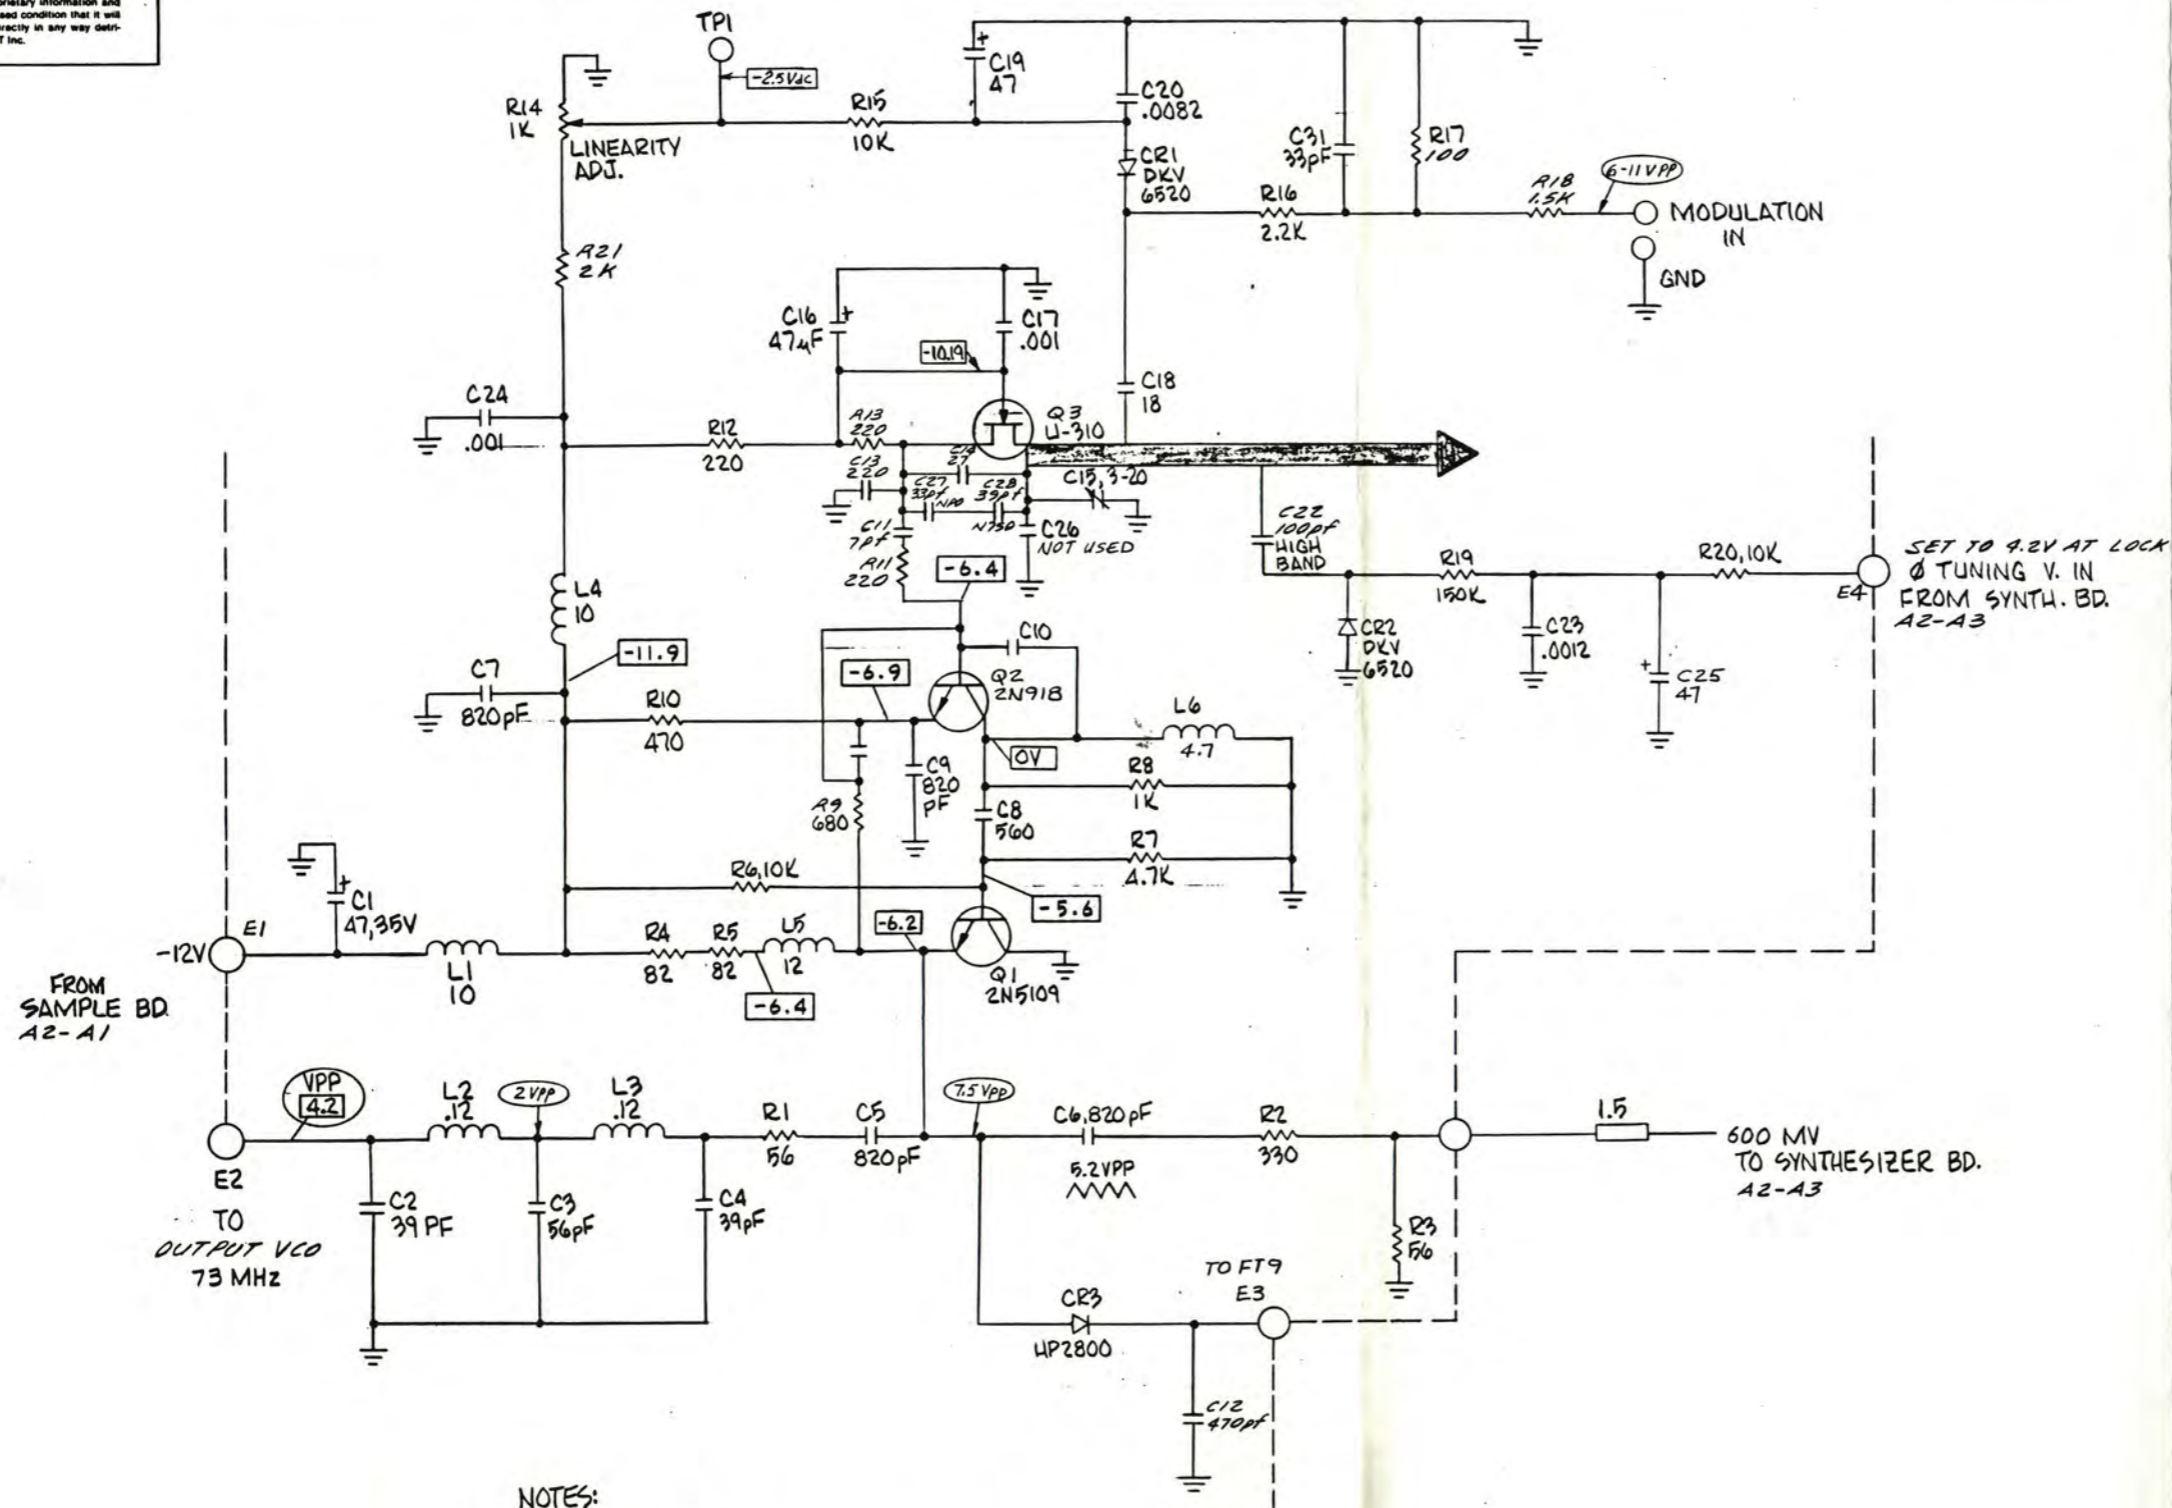 prietary information and
sed condition that it will
rectly in any way detri-
T Inc.
TP1
-2.5Vdc
R14
1K
LINEARITY
ADJ.
R15
10K
+
C19
47
C20
.0082
CR1
DKV
6520
C31
33pF
R17
100
R16
2.2K
R18
1.5K
6-11VPP
MODULATION
IN
GND
R21
2K
C16
47µF
+
C17
.001
-10.19
C18
18
C24
.001
R12
220
R13
220
Q3
U-310
C13
220
C14
27
C27
33pf
NPO
C28
39pf
N750
C15, 3-20
C11
7pf
R11
220
C26
NOT USED
C22
100pf
HIGH
BAND
R19
150K
R20,10K
E4
SET TO 4.2V AT LOCK
Ø TUNING V. IN
FROM SYNTH. BD.
A2-A3
CR2
DKV
6520
C23
.0012
+
C25
47
L4
10
-6.4
C10
-11.9
C7
820pF
-6.9
Q2
2N918
R10
470
L6
4.7
0V
R8
1K
C9
820
PF
R9
680
C8
560
R7
4.7K
R6,10K
-5.6
+
C1
47,35V
-12V
E1
L1
10
R4
82
R5
82
L5
12
-6.2
-6.4
Q1
2N5109
FROM
SAMPLE BD.
A2-A1
VPP
4.2
L2
.12
2VPP
L3
.12
R1
56
C5
820pF
7.5VPP
C6,820pF
5.2VPP
R2
330
1.5
600 MV
TO SYNTHESIZER BD.
A2-A3
E2
TO
OUTPUT VCO
73 MHz
C2
39PF
C3
56pF
C4
39pF
R3
56
TO FT9
E3
CR3
HP2800
C12
470pf
NOTES: